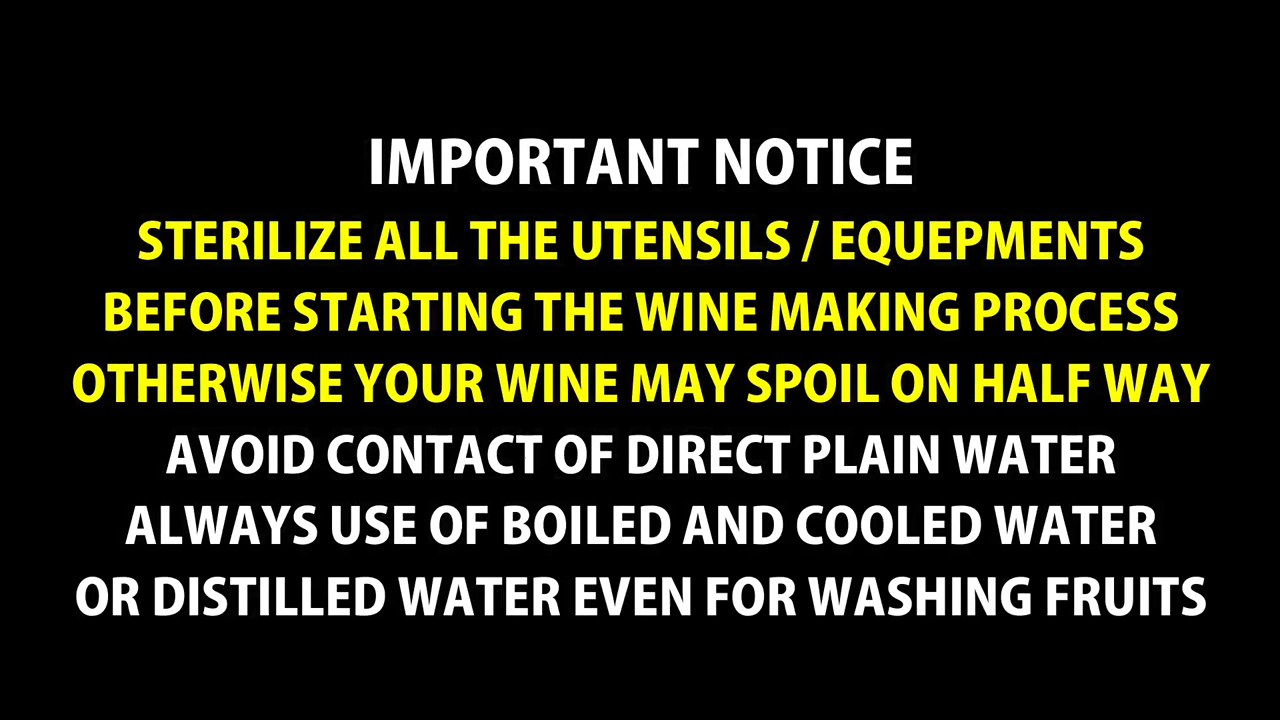 IMPORTANT NOTICE
STERILIZE ALL THE UTENSILS / EQUEPMENTS
BEFORE STARTING THE WINE MAKING PROCESS
OTHERWISE YOUR WINE MAY SPOIL ON HALF WAY
AVOID CONTACT OF DIRECT PLAIN WATER
ALWAYS USE OF BOILED AND COOLED WATER
OR DISTILLED WATER EVEN FOR WASHING FRUITS